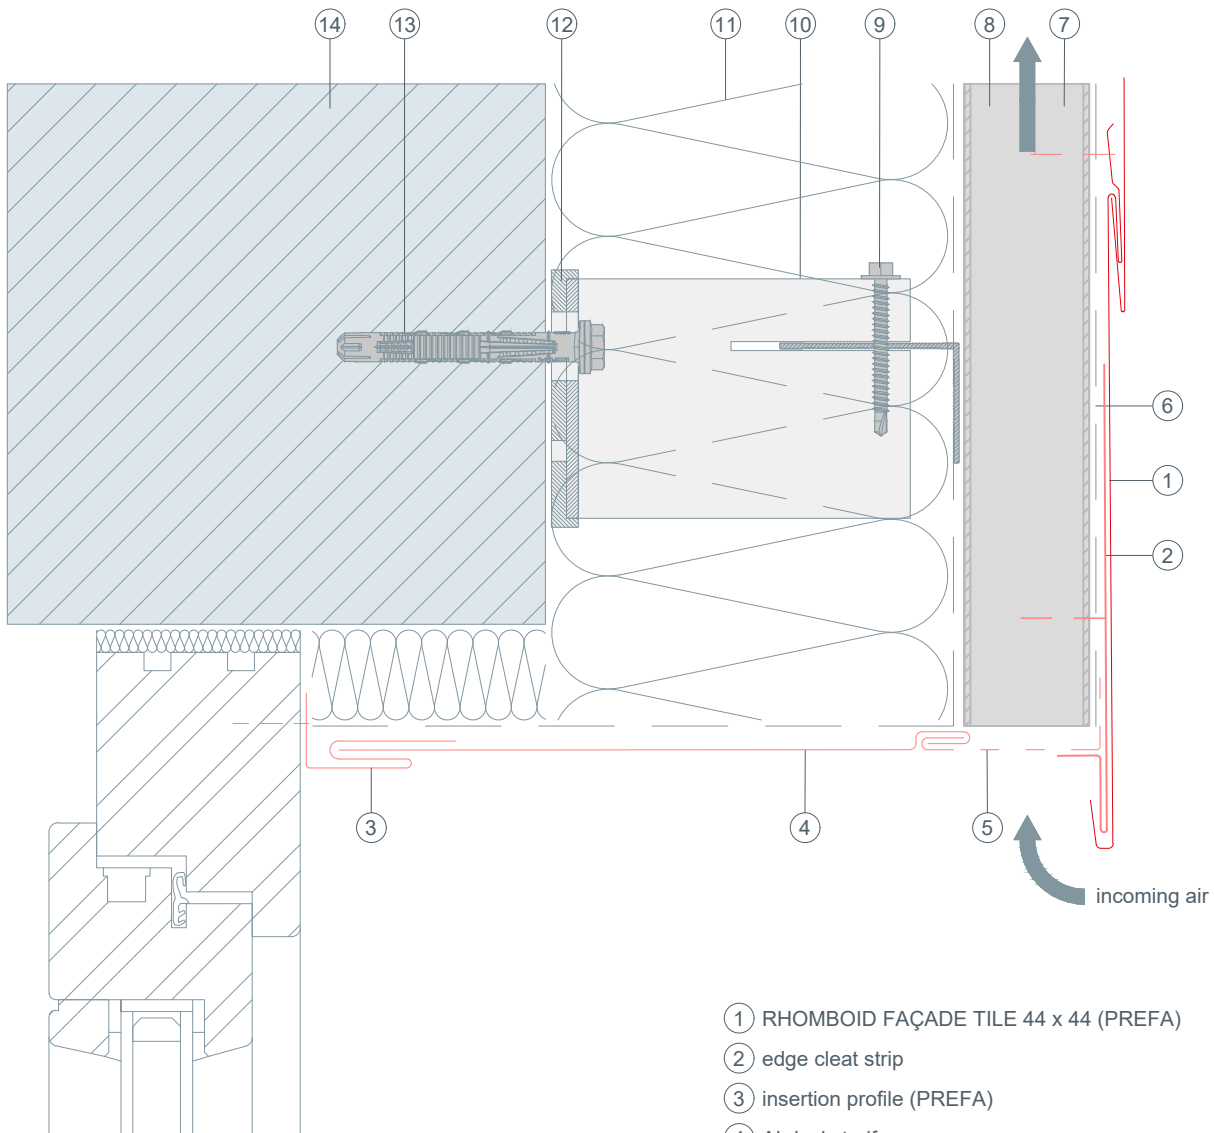 14 13 12 11 10 9 8 7
6
1
2
3 4 5
incoming air
1 RHOMBOID FAÇADE TILE 44 x 44 (PREFA)
2 edge cleat strip
3 insertion profile (PREFA)